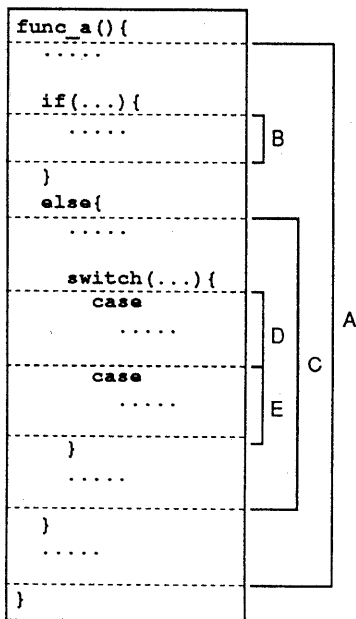 func_a(){
.....
if(...){
.....
B
}
else{
.....
switch(...){
case
.....
D
A
C
case
.....
E
}
.....
}
.....
}